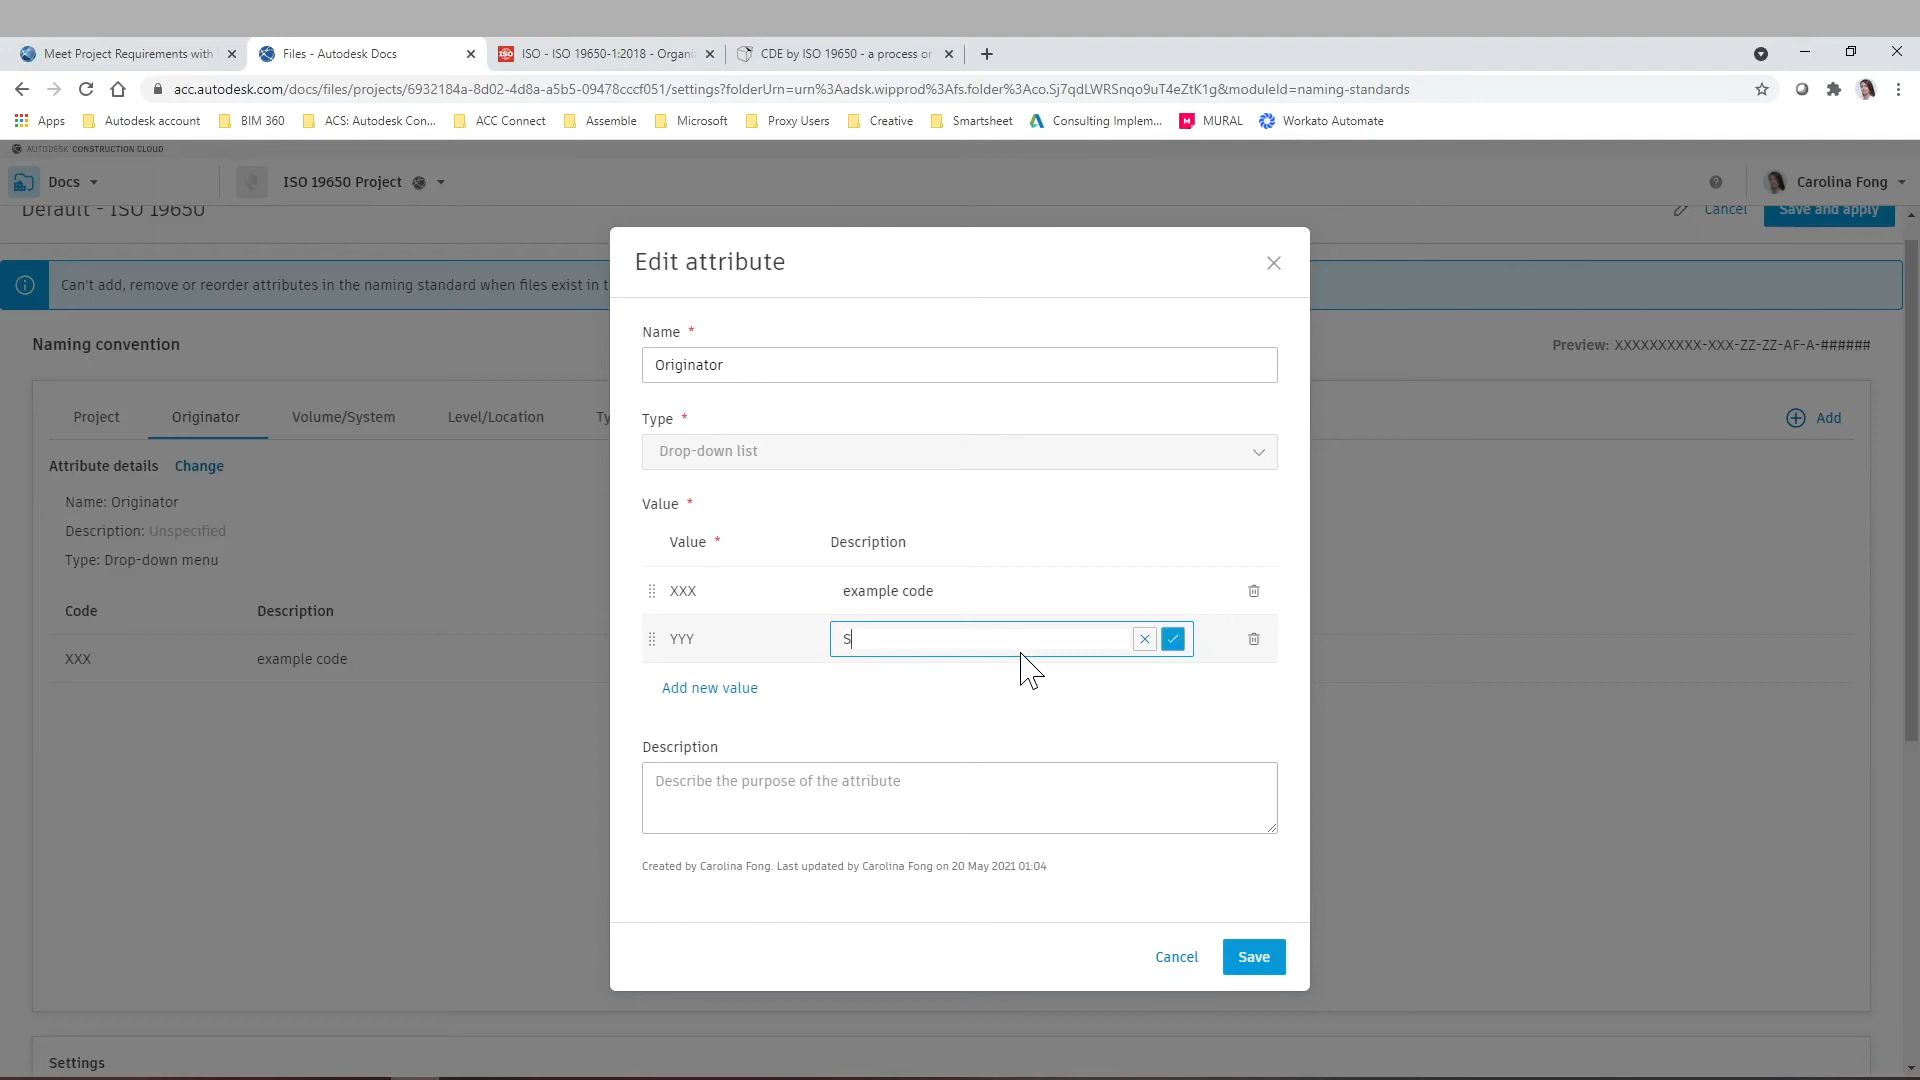 Meet Project Requirements with
Files - Autodesk Docs
ISO - ISO 19650-1:2018 - Organi
CDE by ISO 19650 - a process or
acc.autodesk.com/docs/files/projects/6932184a-8d02-4d8a-a5b5-09478cccf051/settings?folderUrn=urn%3Aadsk.wipprod%3Afs.folder%3Aco.Sj7qdLWRSnqo9uT4eZtK1g&moduleId=naming-standards
Apps
Autodesk account
BIM 360
ACS: Autodesk Con...
ACC Connect
Assemble
Microsoft
Proxy Users
Creative
Smartsheet
Consulting Implem...
MURAL
Workato Automate
AUTODESK CONSTRUCTION CLOUD
Docs
ISO 19650 Project
Carolina Fong
Default - ISO 19650
Cancel
Save and apply
Can't add, remove or reorder attributes in the naming standard when files exist in t
Naming convention
Preview: XXXXXXXXXX-XXX-ZZ-ZZ-AF-A-######
Project
Originator
Volume/System
Level/Location
Ty
Add
Attribute details
Change
Name: Originator
Description: Unspecified
Type: Drop-down menu
Code
Description
XXX
example code
Settings
Edit attribute
Name *
Originator
Type *
Drop-down list
Value *
Value *
Description
XXX
example code
YYY
S
Add new value
Description
Describe the purpose of the attribute
Created by Carolina Fong. Last updated by Carolina Fong on 20 May 2021 01:04
Cancel
Save